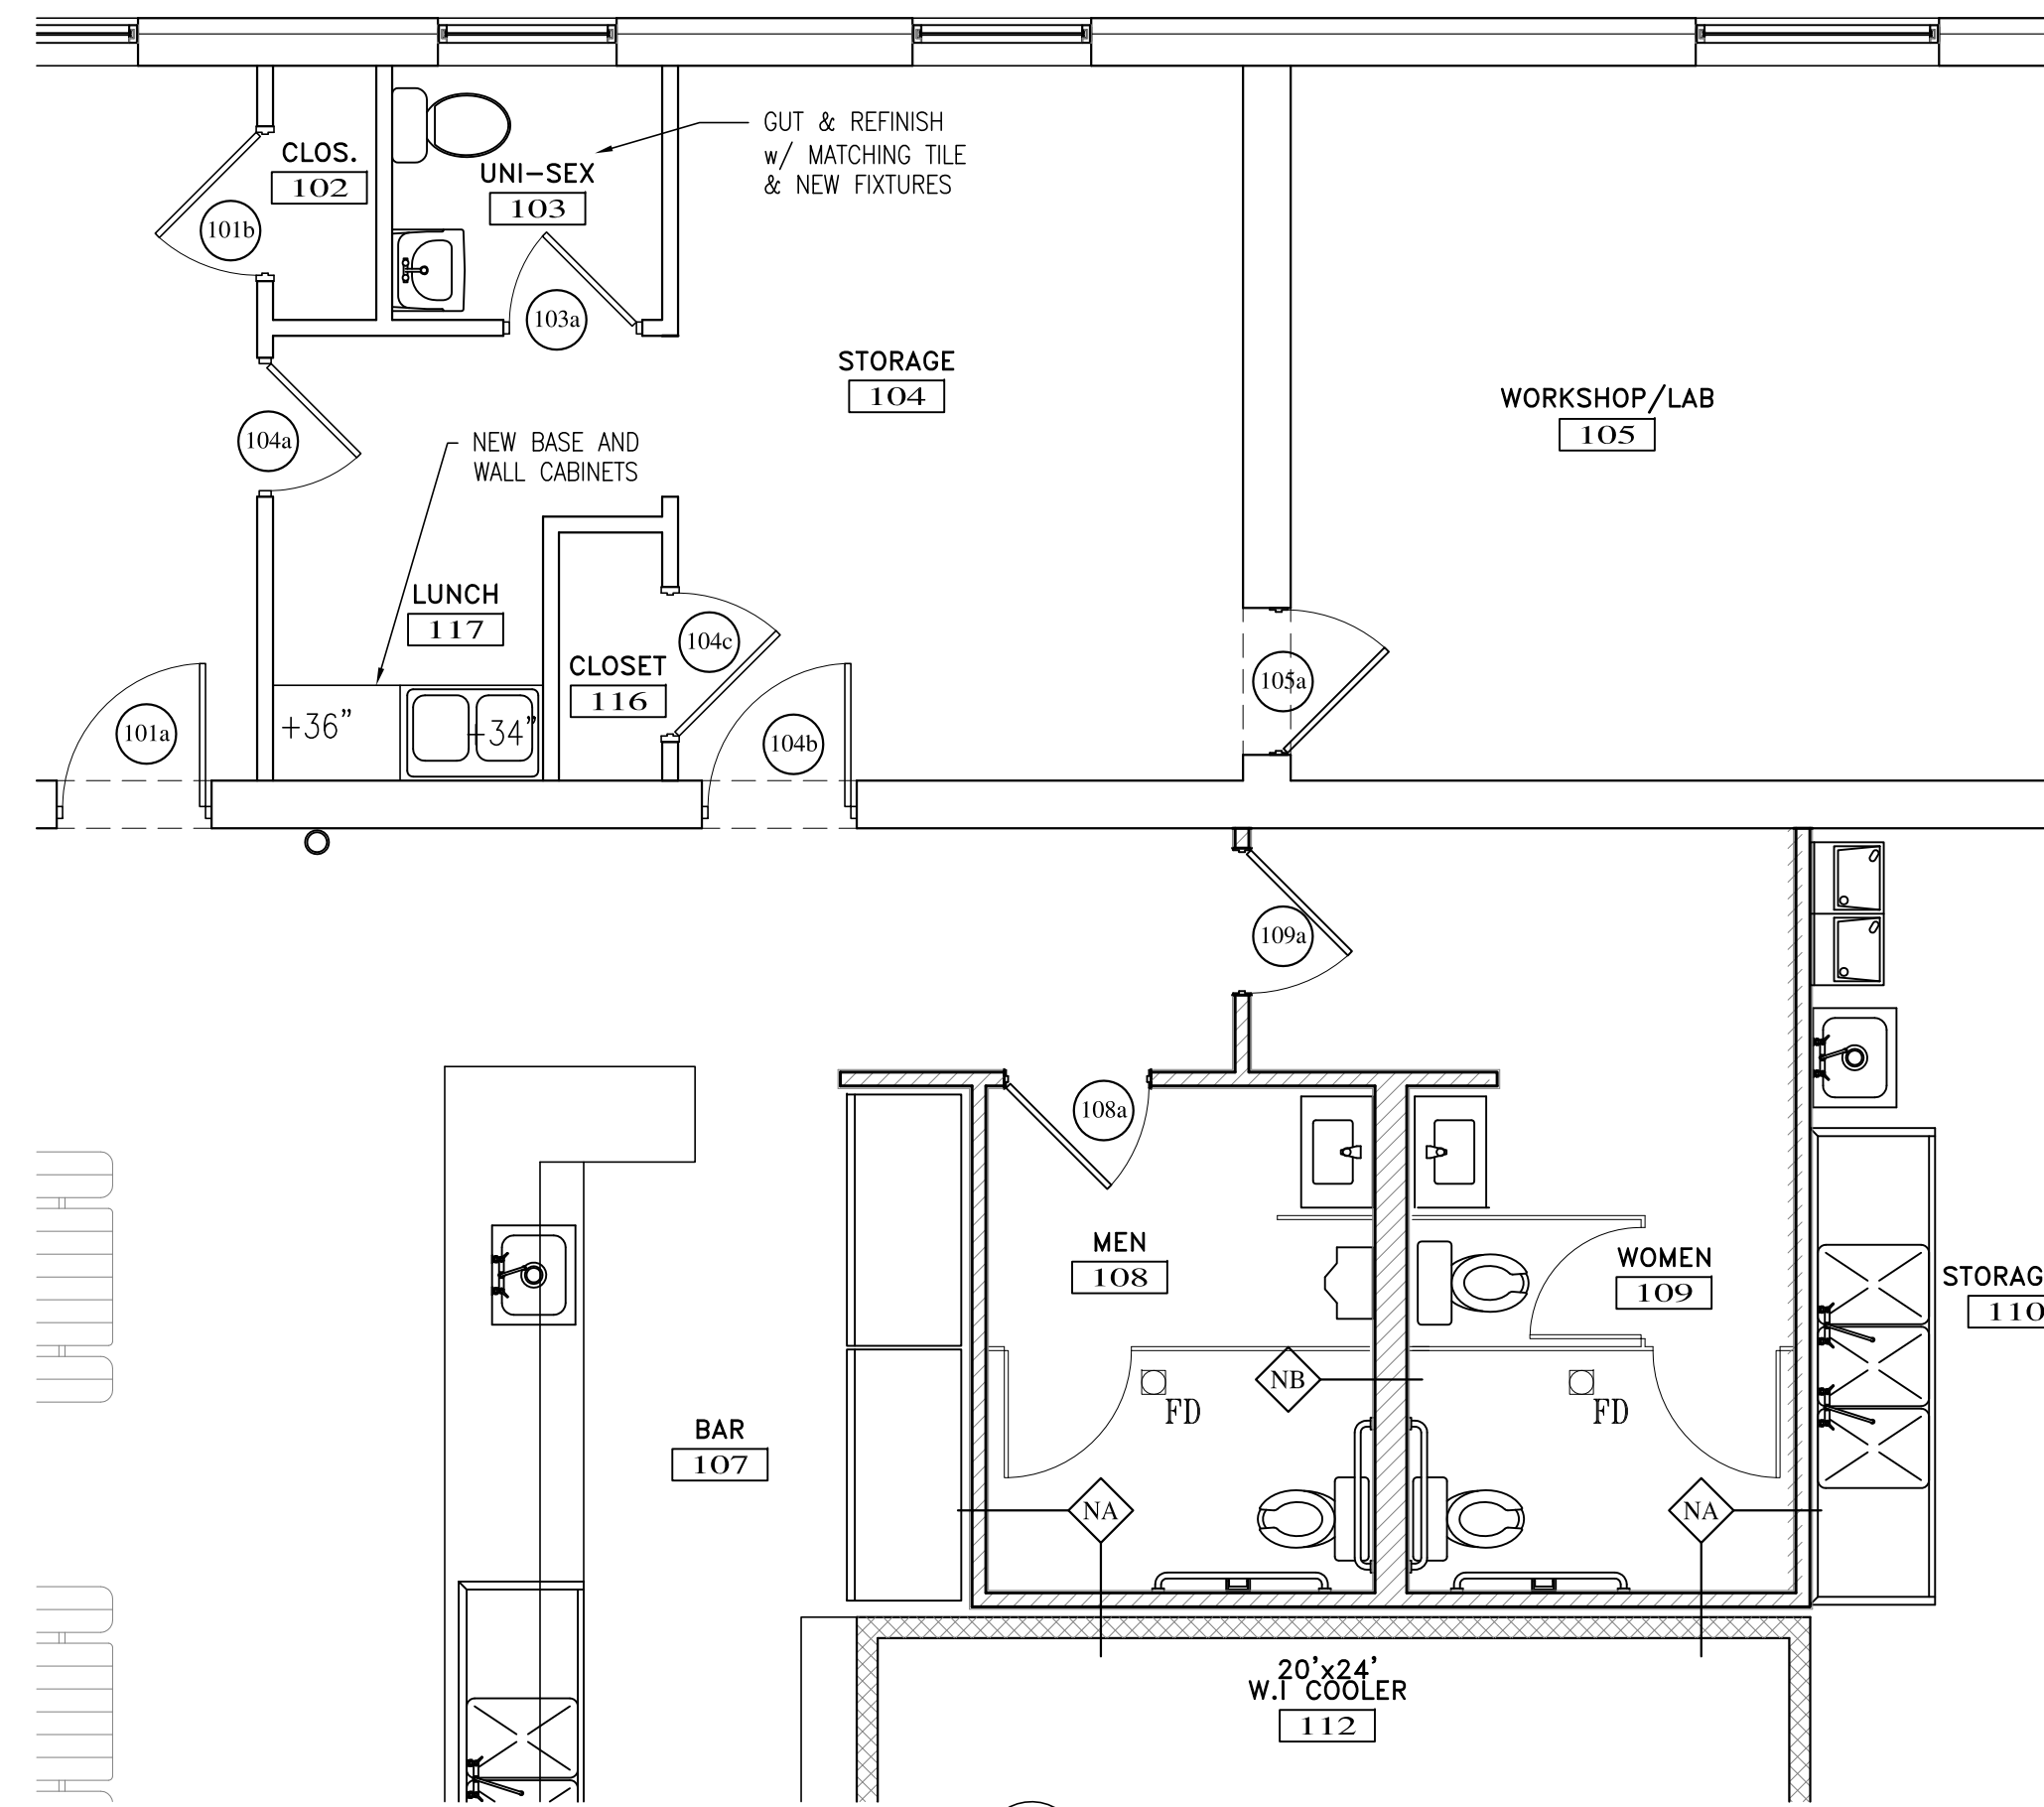 GUT & REFINISH
w/ MATCHING TILE
& NEW FIXTURES
CLOS.
102
UNI-SEX
103
101b
103a
STORAGE
104
WORKSHOP/LAB
105
104a
NEW BASE AND
WALL CABINETS
LUNCH
117
104c
CLOSET
116
105a
+36”
+34”
101a
104b
109a
108a
MEN
108
WOMEN
109
STORAG
110
NB
FD
FD
BAR
107
NA
NA
20'x24'
W.I COOLER
112